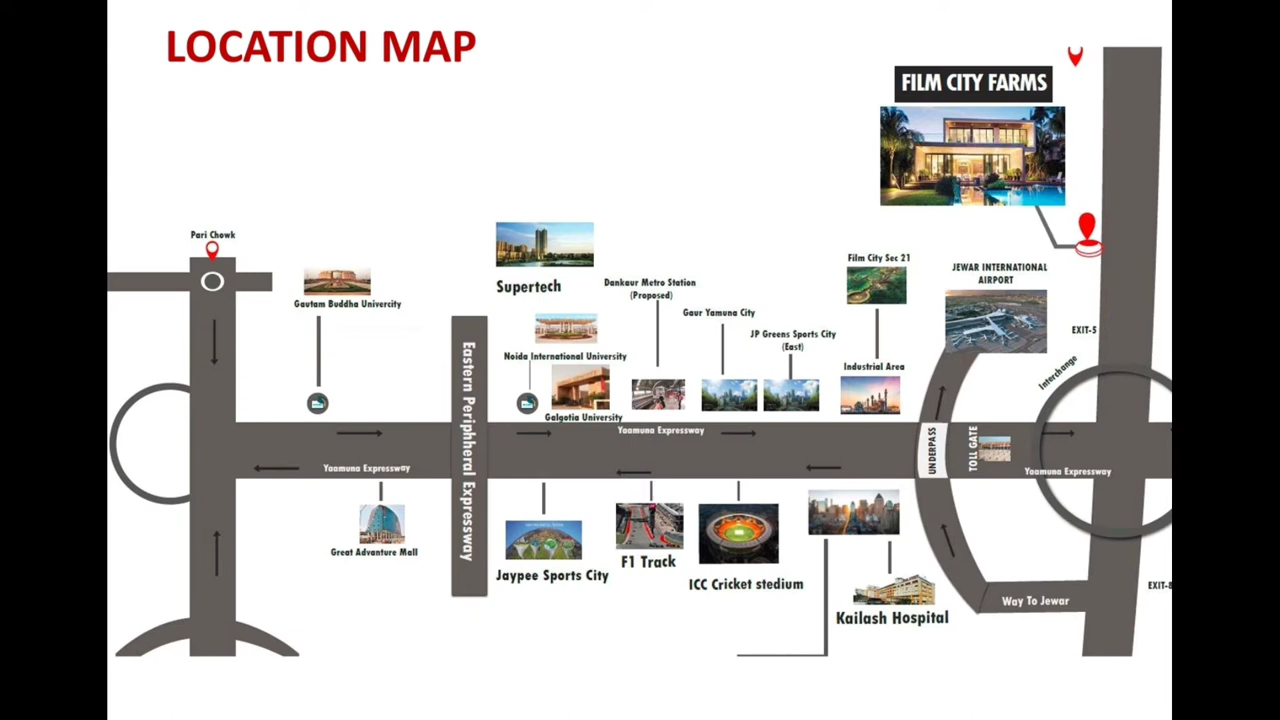 LOCATION MAP
FILM CITY FARMS
Pari Chowk
Gautam Buddha Univercity
Supertech
Dankaur Metro Station
(Proposed)
Gaur Yamuna City
JP Greens Sports City
(East)
Film City Sec 21
JEWAR INTERNATIONAL
AIRPORT
EXIT-5
Interchange
Noida International University
Galgotia University
Industrial Area
Eastern Periphheral Expressway
Yaamuna Expressway
Yaamuna Expressway
UNDERPASS
TOLL GATE
Yaamuna Expressway
Great Advanture Mall
Jaypee Sports City
F1 Track
ICC Cricket stedium
Kailash Hospital
Way To Jewar